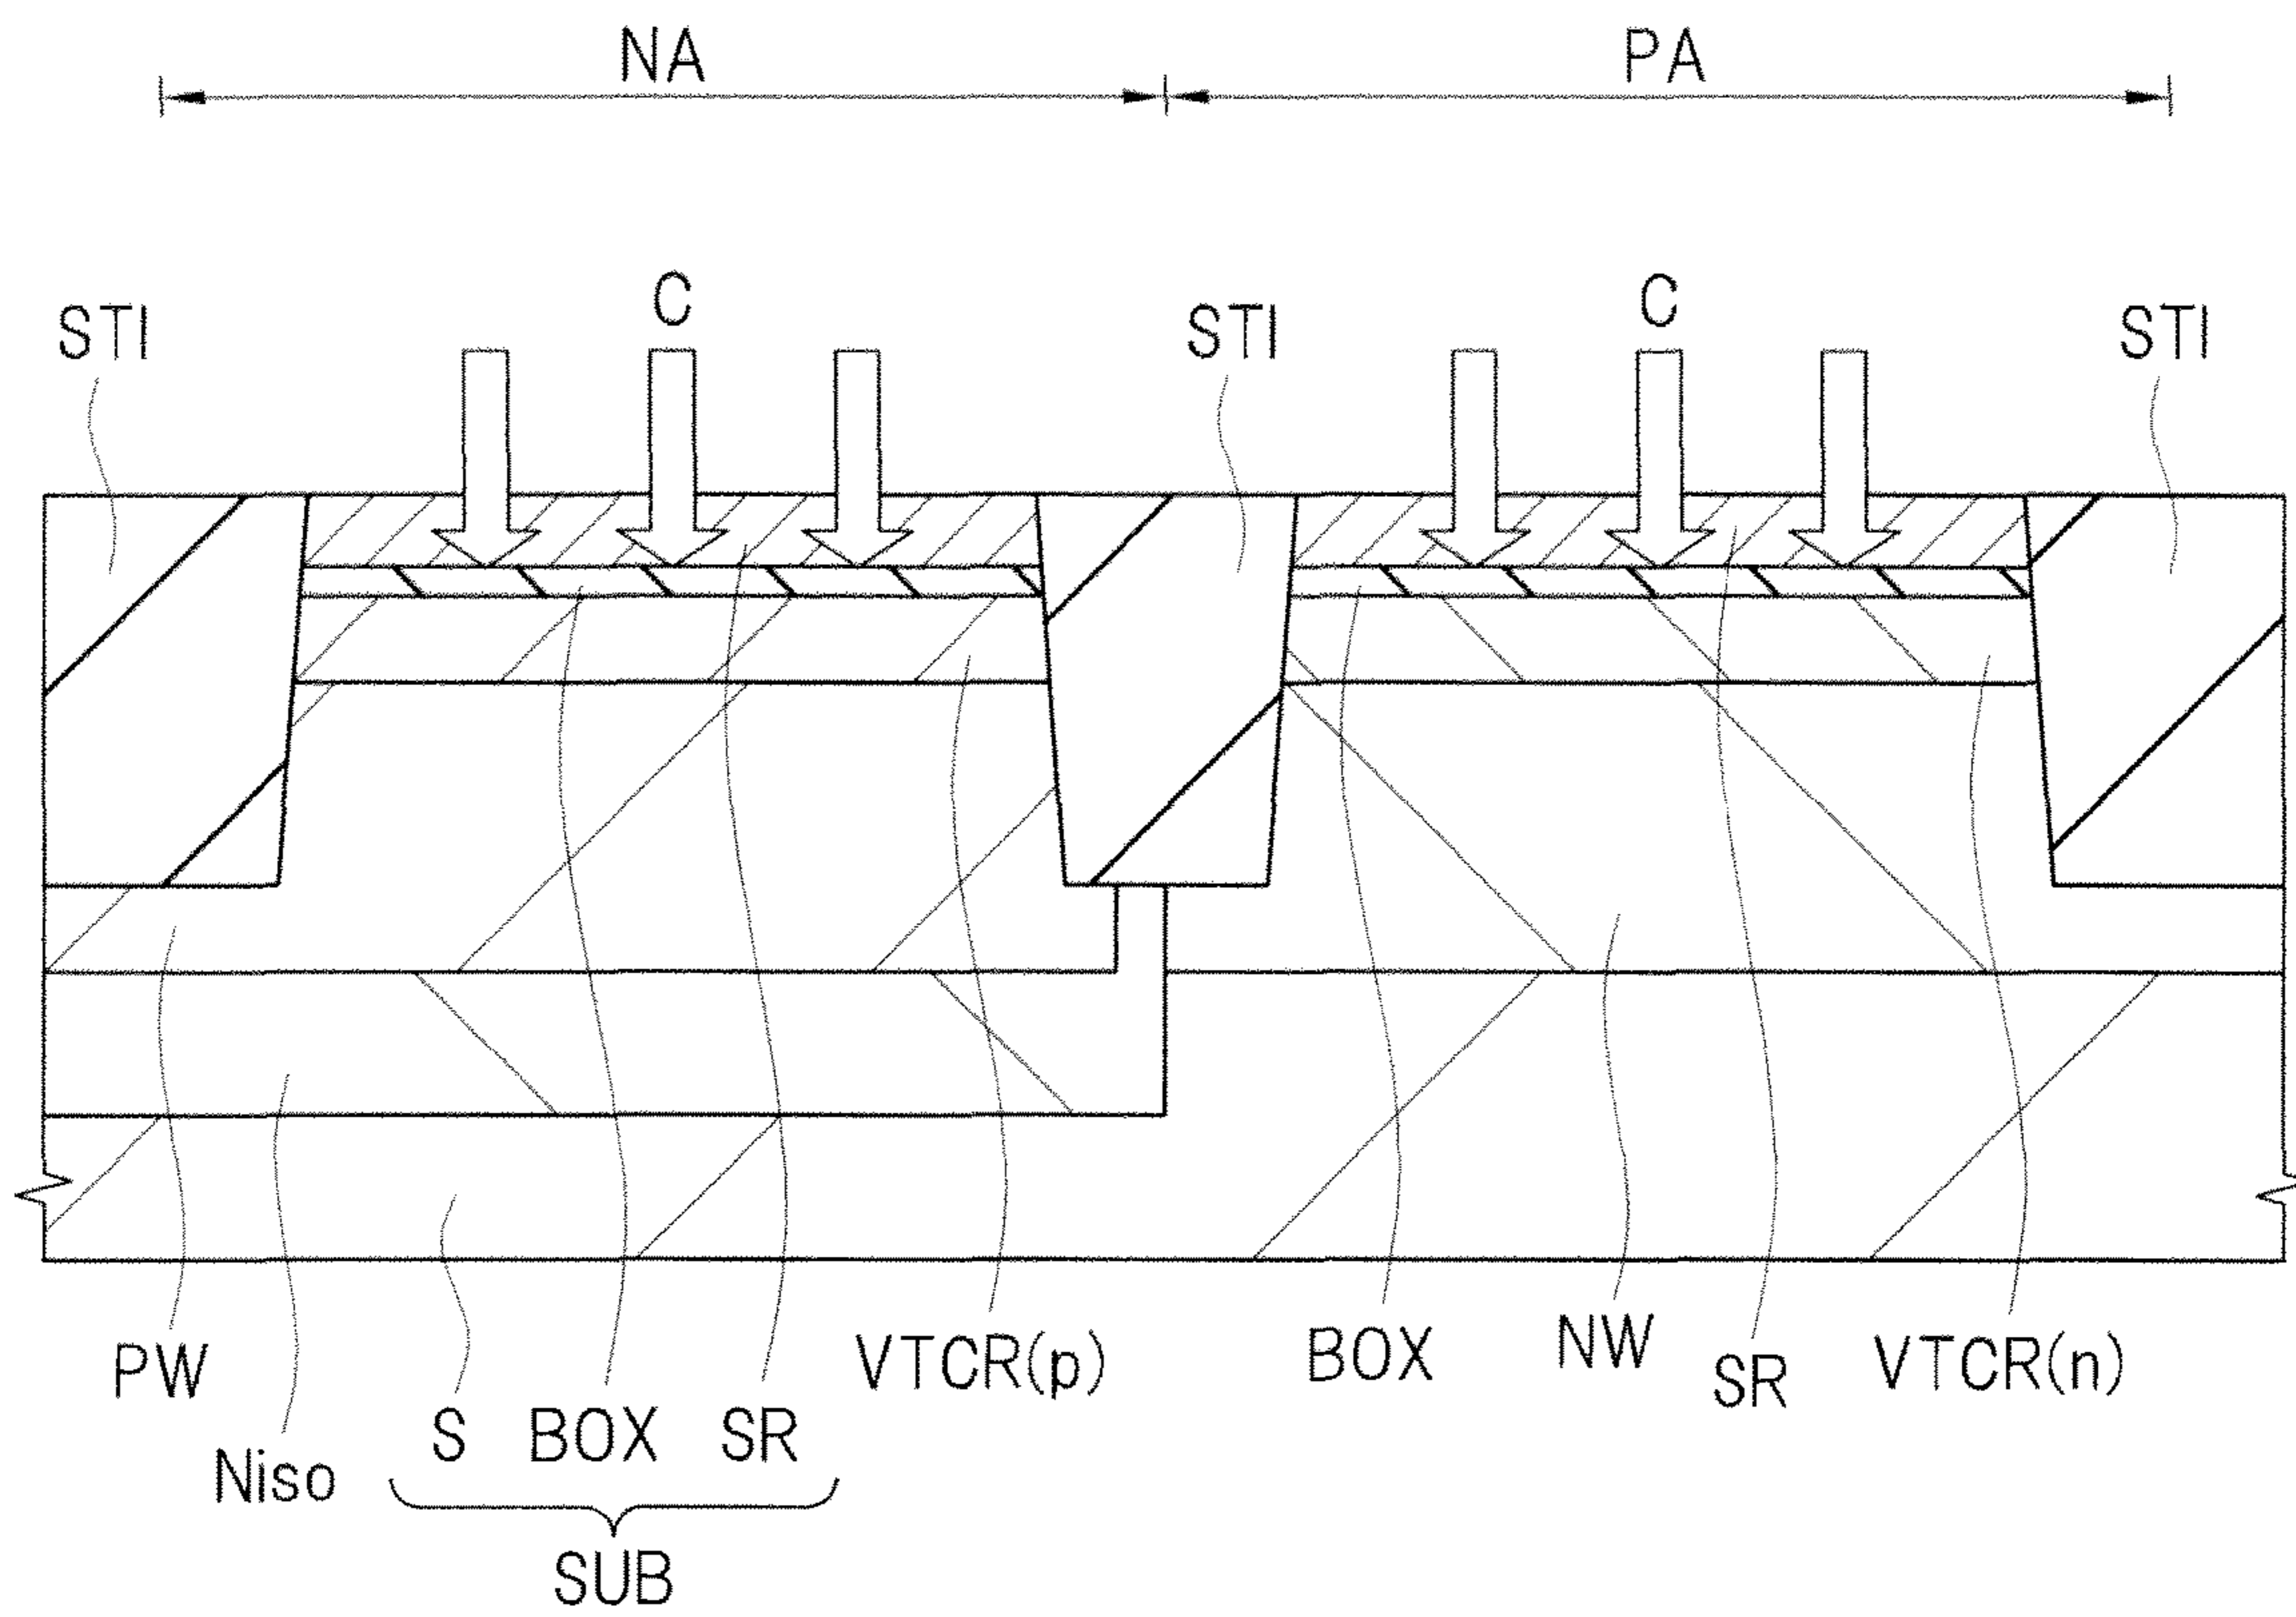 NA PA
C C
STI STI STI
PW VTCR(p) BOX NW SR VTCR(n)
Niso S BOX SR
SUB